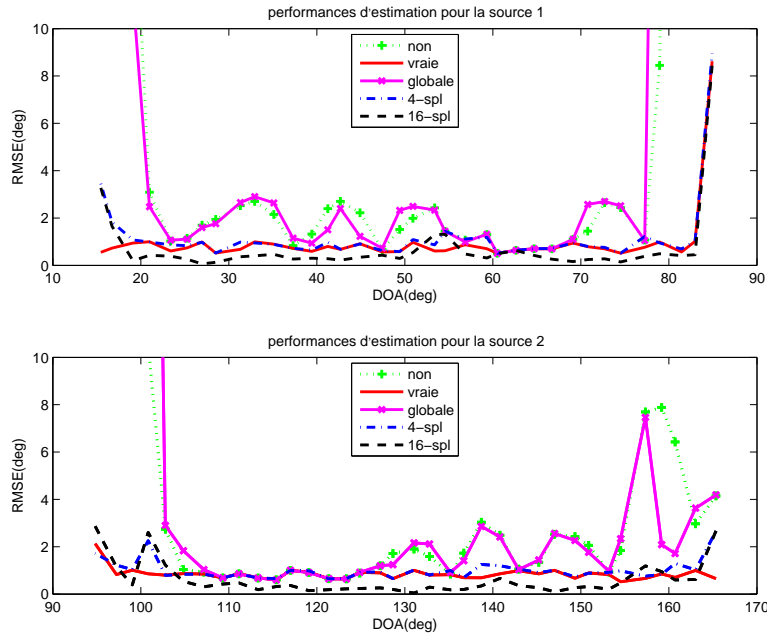 performances d'estimation pour la source 1
10
8
6
4
2
0
RMSE(deg)
non
vraie
globale
4−spl
16−spl
10 20 30 40 50 60 70 80 90
DOA(deg)
performances d'estimation pour la source 2
10
8
6
4
2
0
RMSE(deg)
non
vraie
globale
4−spl
16−spl
90 100 110 120 130 140 150 160 170
DOA(deg)